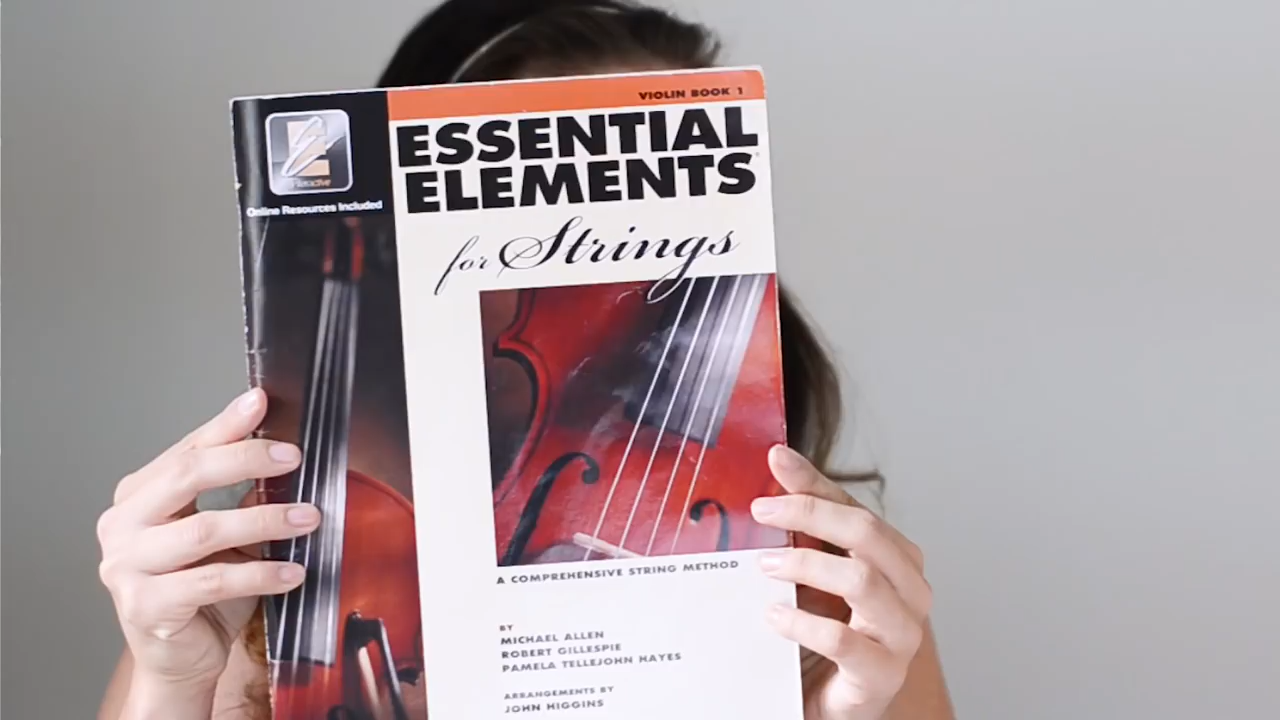 VIOLIN BOOK 1
ESSENTIAL
ELEMENTS®
for Strings
interactive
Online Resources Included
A COMPREHENSIVE STRING METHOD
BY
MICHAEL ALLEN
ROBERT GILLESPIE
PAMELA TELLEJOHN HAYES
ARRANGEMENTS BY
JOHN HIGGINS